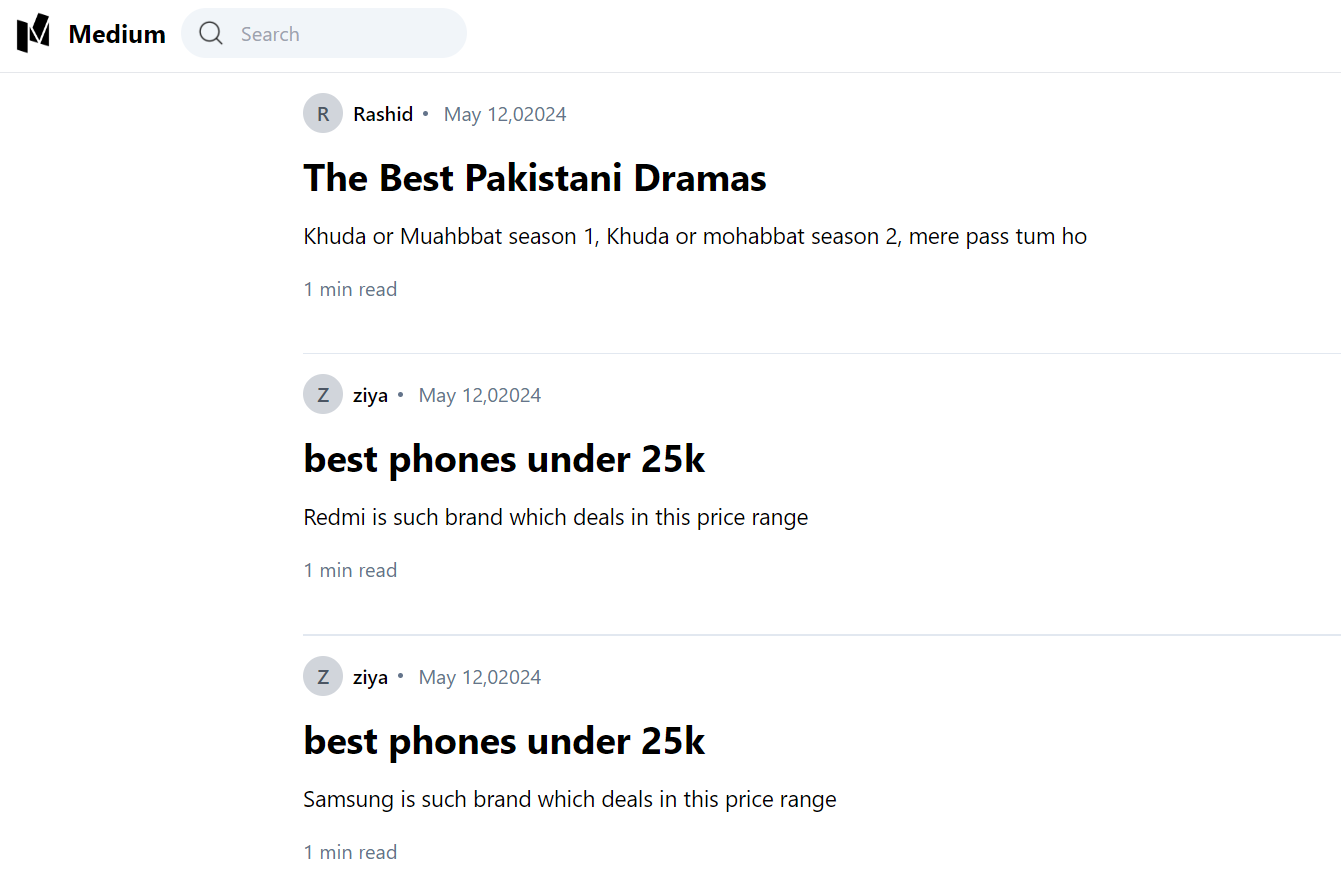 Medium Search
R Rashid • May 12,02024
The Best Pakistani Dramas
Khuda or Muahbbat season 1, Khuda or mohabbat season 2, mere pass tum ho
1 min read
Z ziya • May 12,02024
best phones under 25k
Redmi is such brand which deals in this price range
1 min read
Z ziya • May 12,02024
best phones under 25k
Samsung is such brand which deals in this price range
1 min read